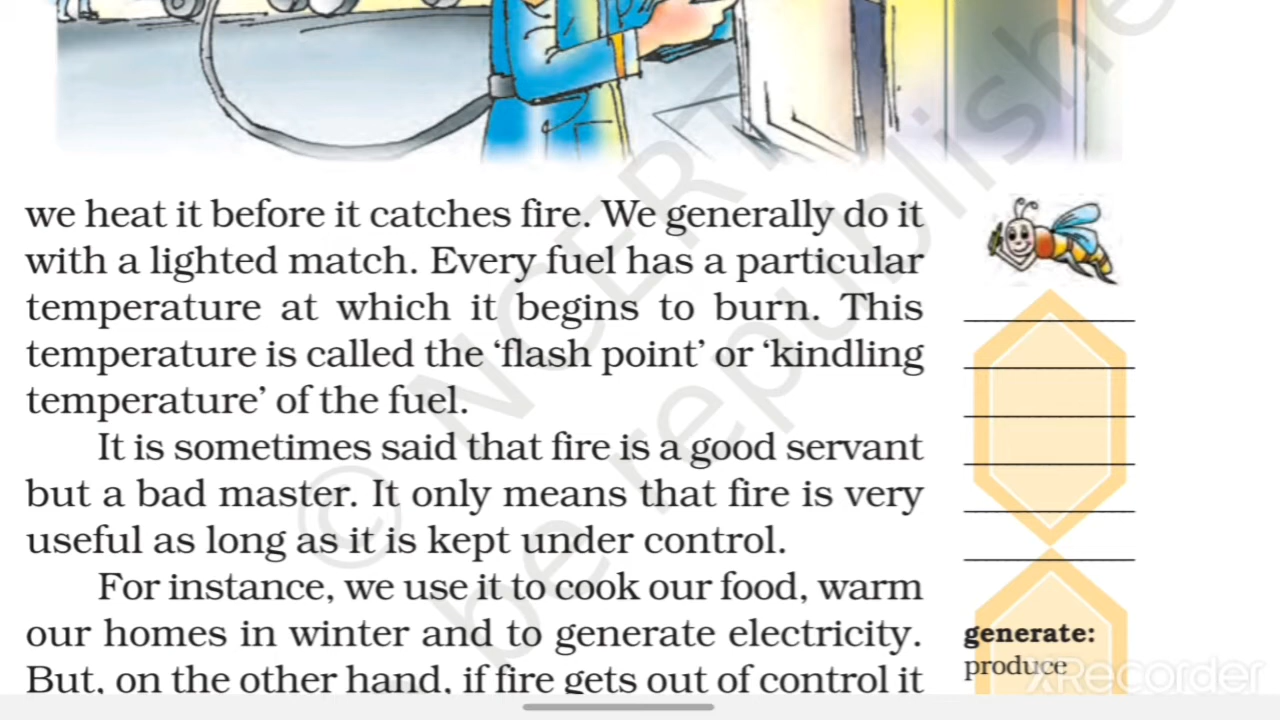 we heat it before it catches fire. We generally do it
with a lighted match. Every fuel has a particular
temperature at which it begins to burn. This
temperature is called the ‘flash point’ or ‘kindling
temperature’ of the fuel.
It is sometimes said that fire is a good servant
but a bad master. It only means that fire is very
useful as long as it is kept under control.
For instance, we use it to cook our food, warm
our homes in winter and to generate electricity.
But, on the other hand, if fire gets out of control it
generate:
produce
XRecorder
© NCERT
be republishe